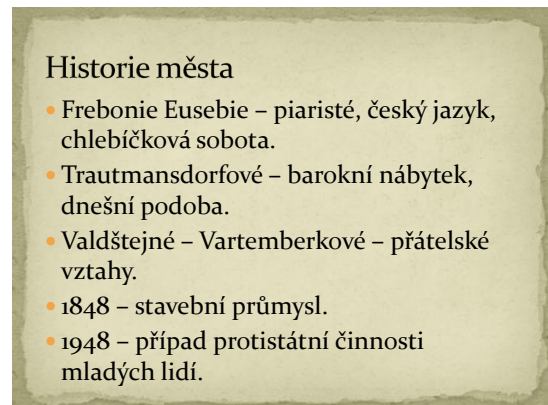 Historie města
Frebonie Eusebie – piaristé, český jazyk,
chlebíčková sobota.
Trautmansdorfové – barokní nábytek,
dnešní podoba.
Valdštejné – Vartemberkové – přátelské
vztahy.
1848 – stavební průmysl.
1948 – případ protistátní činnosti
mladých lidí.